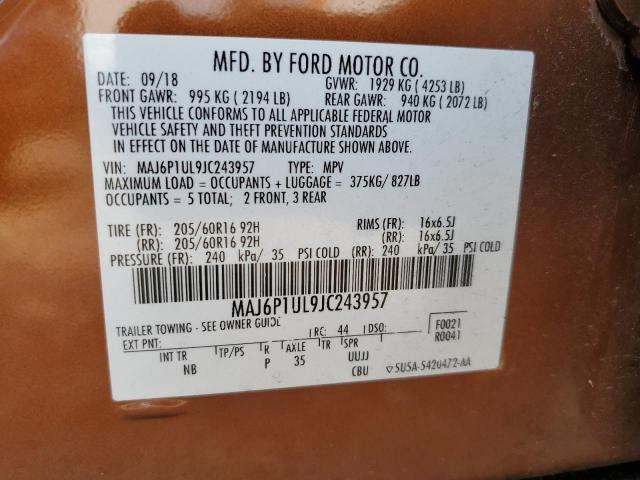 MFD. BY FORD MOTOR CO.
DATE: 09/18 GVWR: 1929 KG ( 4253 LB)
FRONT GAWR: 995 KG ( 2194 LB) REAR GAWR: 940 KG ( 2072 LB)
THIS VEHICLE CONFORMS TO ALL APPLICABLE FEDERAL MOTOR
VEHICLE SAFETY AND THEFT PREVENTION STANDARDS
IN EFFECT ON THE DATE OF MANUFACTURE SHOWN ABOVE.
VIN: MAJ6P1UL9JC243957 TYPE: MPV
MAXIMUM LOAD = OCCUPANTS + LUGGAGE = 375KG/ 827LB
OCCUPANTS = 5 TOTAL; 2 FRONT, 3 REAR
TIRE (FR): 205/60R16 92H RIMS (FR): 16x6.5J
(RR): 205/60R16 92H (RR): 16x6.5J
PRESSURE (FR): 240 kPa/ 35 PSI COLD (RR): 240 kPa/ 35 PSI COLD
MAJ6P1UL9JC243957
TRAILER TOWING - SEE OWNER GUIDE
EXT PNT: RC: 44 DSO: F0021
R0041
INT TR TP/PS R AXLE TR SPR
NB P 35 UUJJ
CBU SU5A-5420472-AA